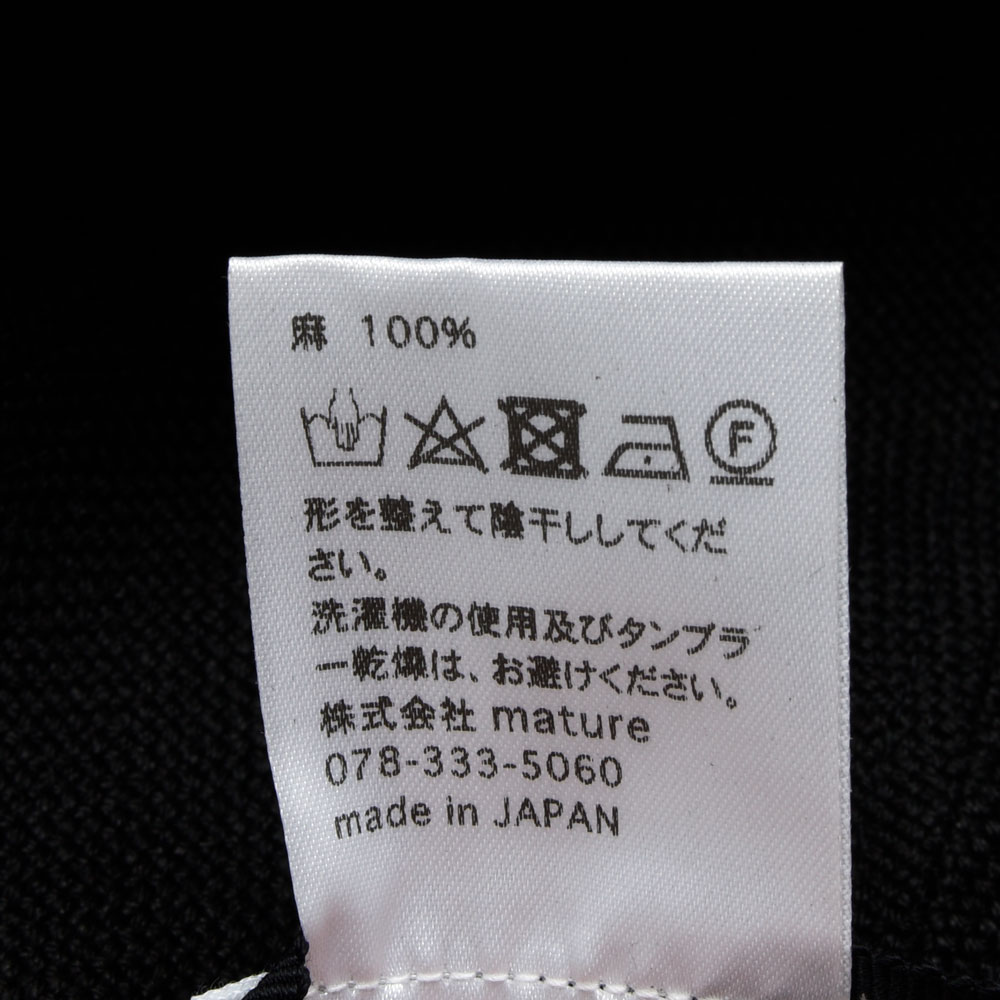 麻 100%
F
形を整えて陰干ししてくだ
さい。
洗濯機の使用及びタンブラ
ー乾燥は、お避けください。
株式会社 mature
078-333-5060
made in JAPAN